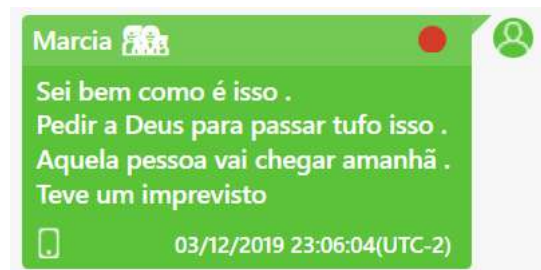 Marcia
Sei bem como é isso .
Pedir a Deus para passar tufo isso .
Aquela pessoa vai chegar amanhã .
Teve um imprevisto
03/12/2019 23:06:04(UTC-2)